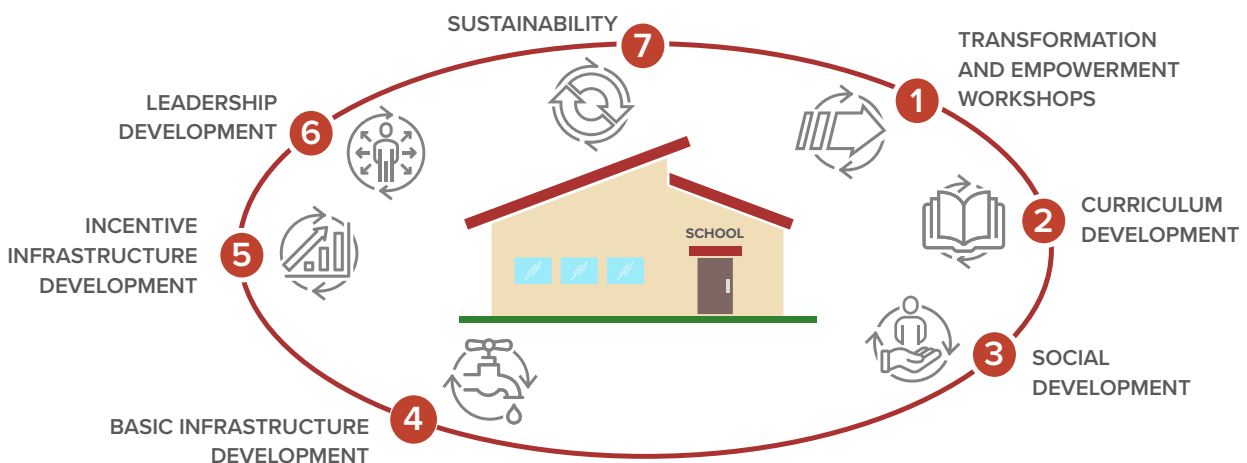 SUSTAINABILITY
7
TRANSFORMATION
AND EMPOWERMENT
WORKSHOPS
1
LEADERSHIP
DEVELOPMENT
6
CURRICULUM
DEVELOPMENT
2
INCENTIVE
INFRASTRUCTURE
DEVELOPMENT
5
SCHOOL
SOCIAL
DEVELOPMENT
3
BASIC INFRASTRUCTURE
DEVELOPMENT
4